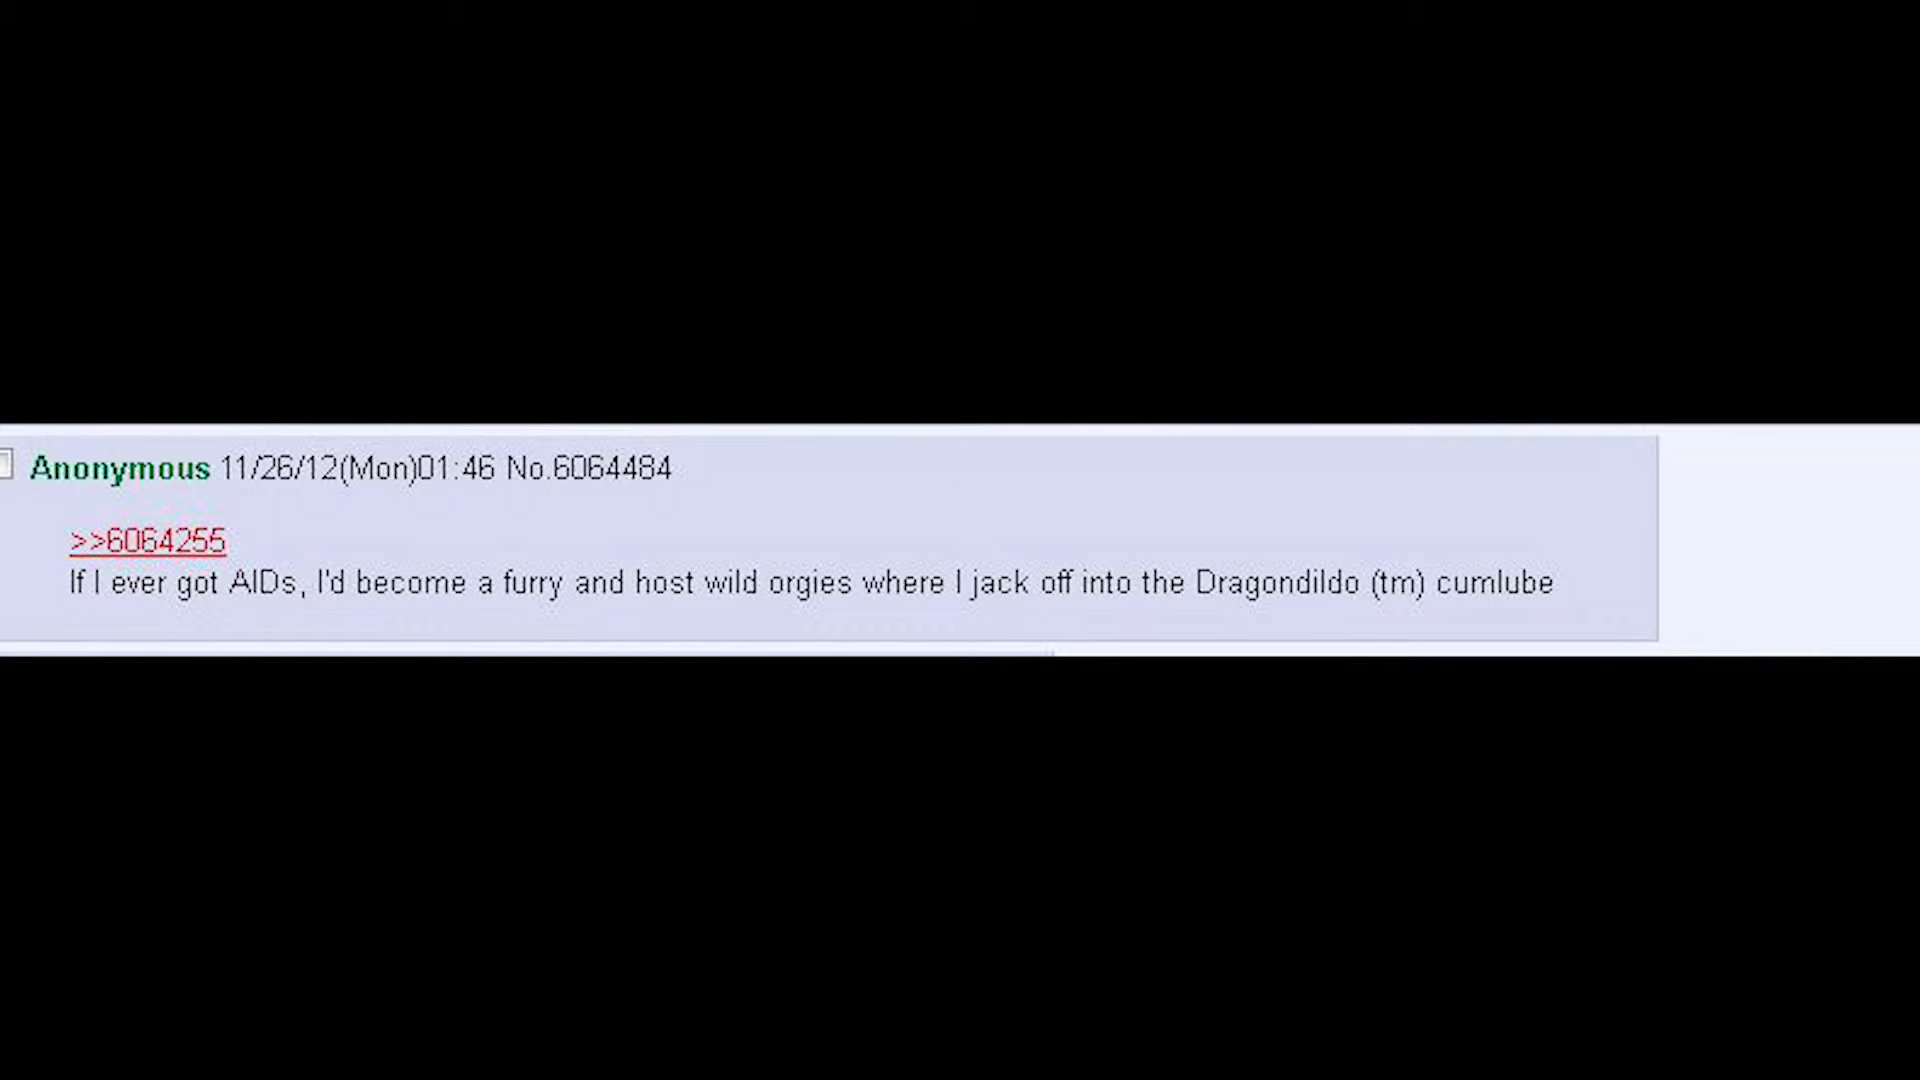 Anonymous 11/26/12(Mon)01:46 No.6064484
>>6064255
If I ever got AIDs, I'd become a furry and host wild orgies where I jack off into the Dragondildo (tm) cumlube